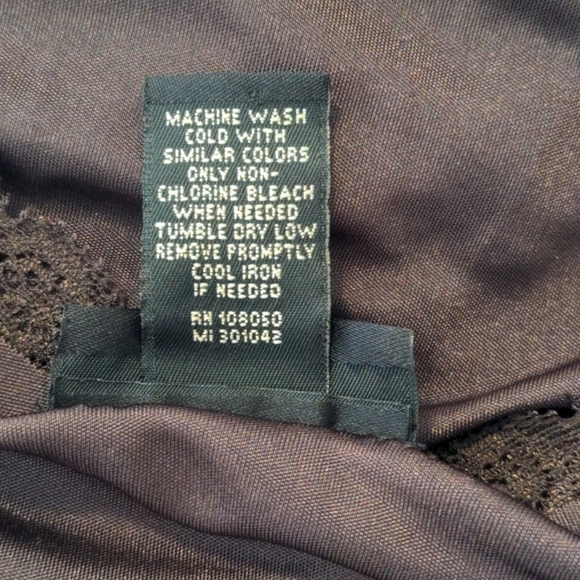 MACHINE WASH
COLD WITH
SIMILAR COLORS
ONLY NON-
CHLORINE BLEACH
WHEN NEEDED
TUMBLE DRY LOW
REMOVE PROMPTLY
COOL IRON
IF NEEDED
RN 108050
MI 301042